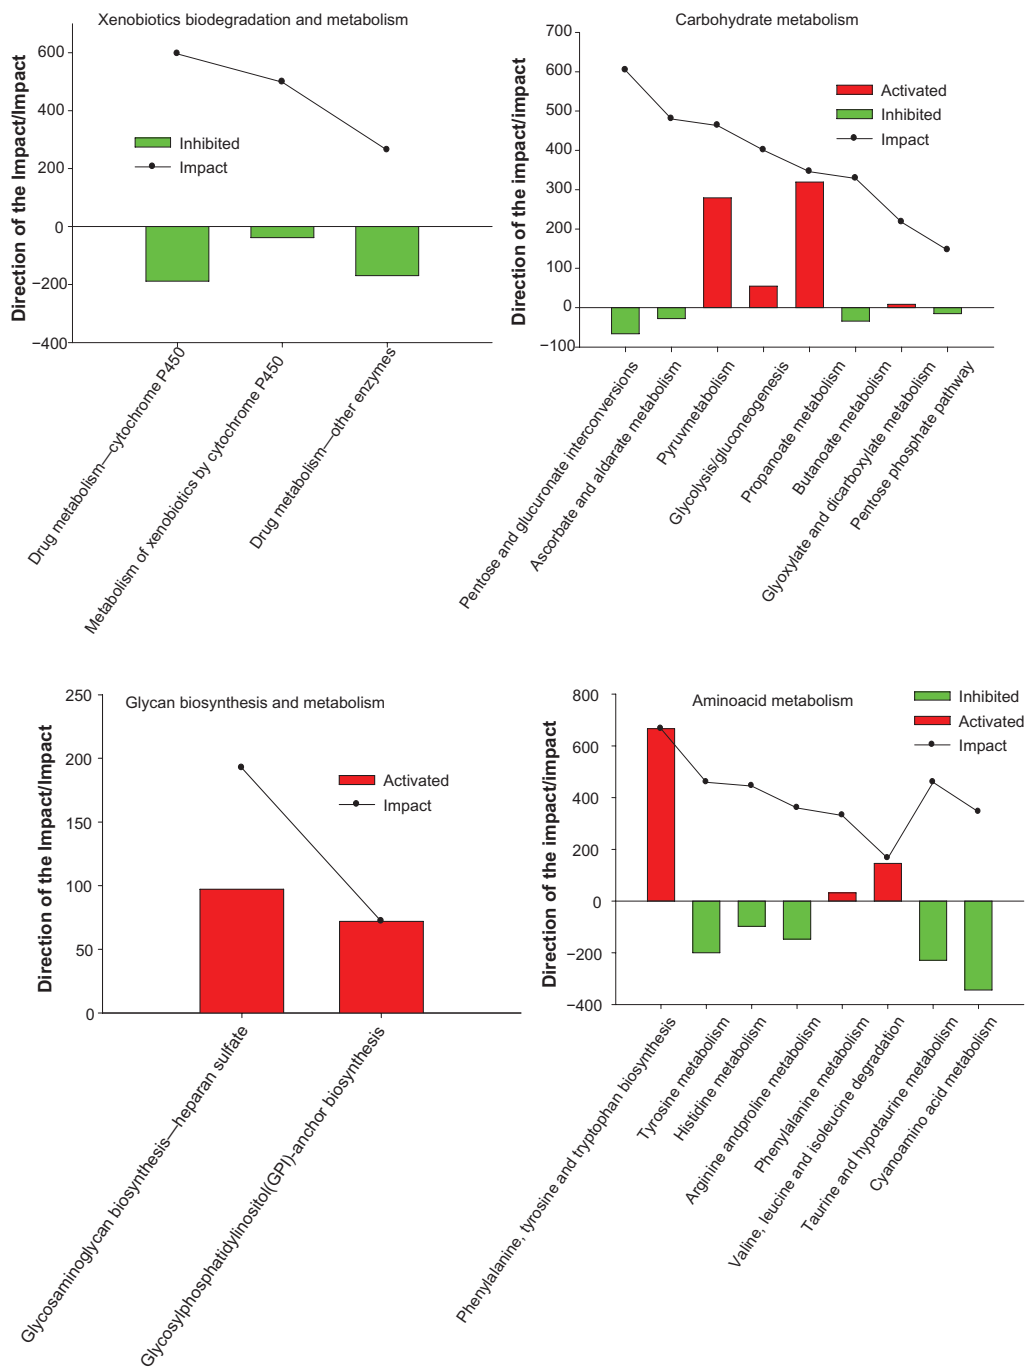 Xenobiotics biodegradation and metabolism
Direction of the Impact/Impact
600
400
200
0
−200
−400
Inhibited
Impact
Drug metabolism—cytochrome P450
Metabolism of xenobiotics by cytochrome P450
Drug metabolism—other enzymes
Carbohydrate metabolism
Direction of the impact/impact
700
600
500
400
300
200
100
0
−100
Activated
Inhibited
Impact
Pentose and glucuronate interconversions
Ascorbate and aldarate metabolism
Pyruvmetabolism
Glycolysis/gluconeogenesis
Propanoate metabolism
Butanoate metabolism
Glyoxylate and dicarboxylate metabolism
Pentose phosphate pathway
Glycan biosynthesis and metabolism
Direction of the Impact/Impact
250
200
150
100
50
0
Activated
Impact
Glycosaminoglycan biosynthesis—heparan sulfate
Glycosylphosphatidylinositol(GPI)-anchor biosynthesis
Aminoacid metabolism
Direction of the impact/impact
800
600
400
200
0
−200
−400
Inhibited
Activated
Impact
Phenylalanine, tyrosine and tryptophan biosynthesis
Tyrosine metabolism
Histidine metabolism
Arginine andproline metabolism
Phenylalanine metabolism
Valine, leucine and isoleucine degradation
Taurine and hypotaurine metabolism
Cyanoamino acid metabolism